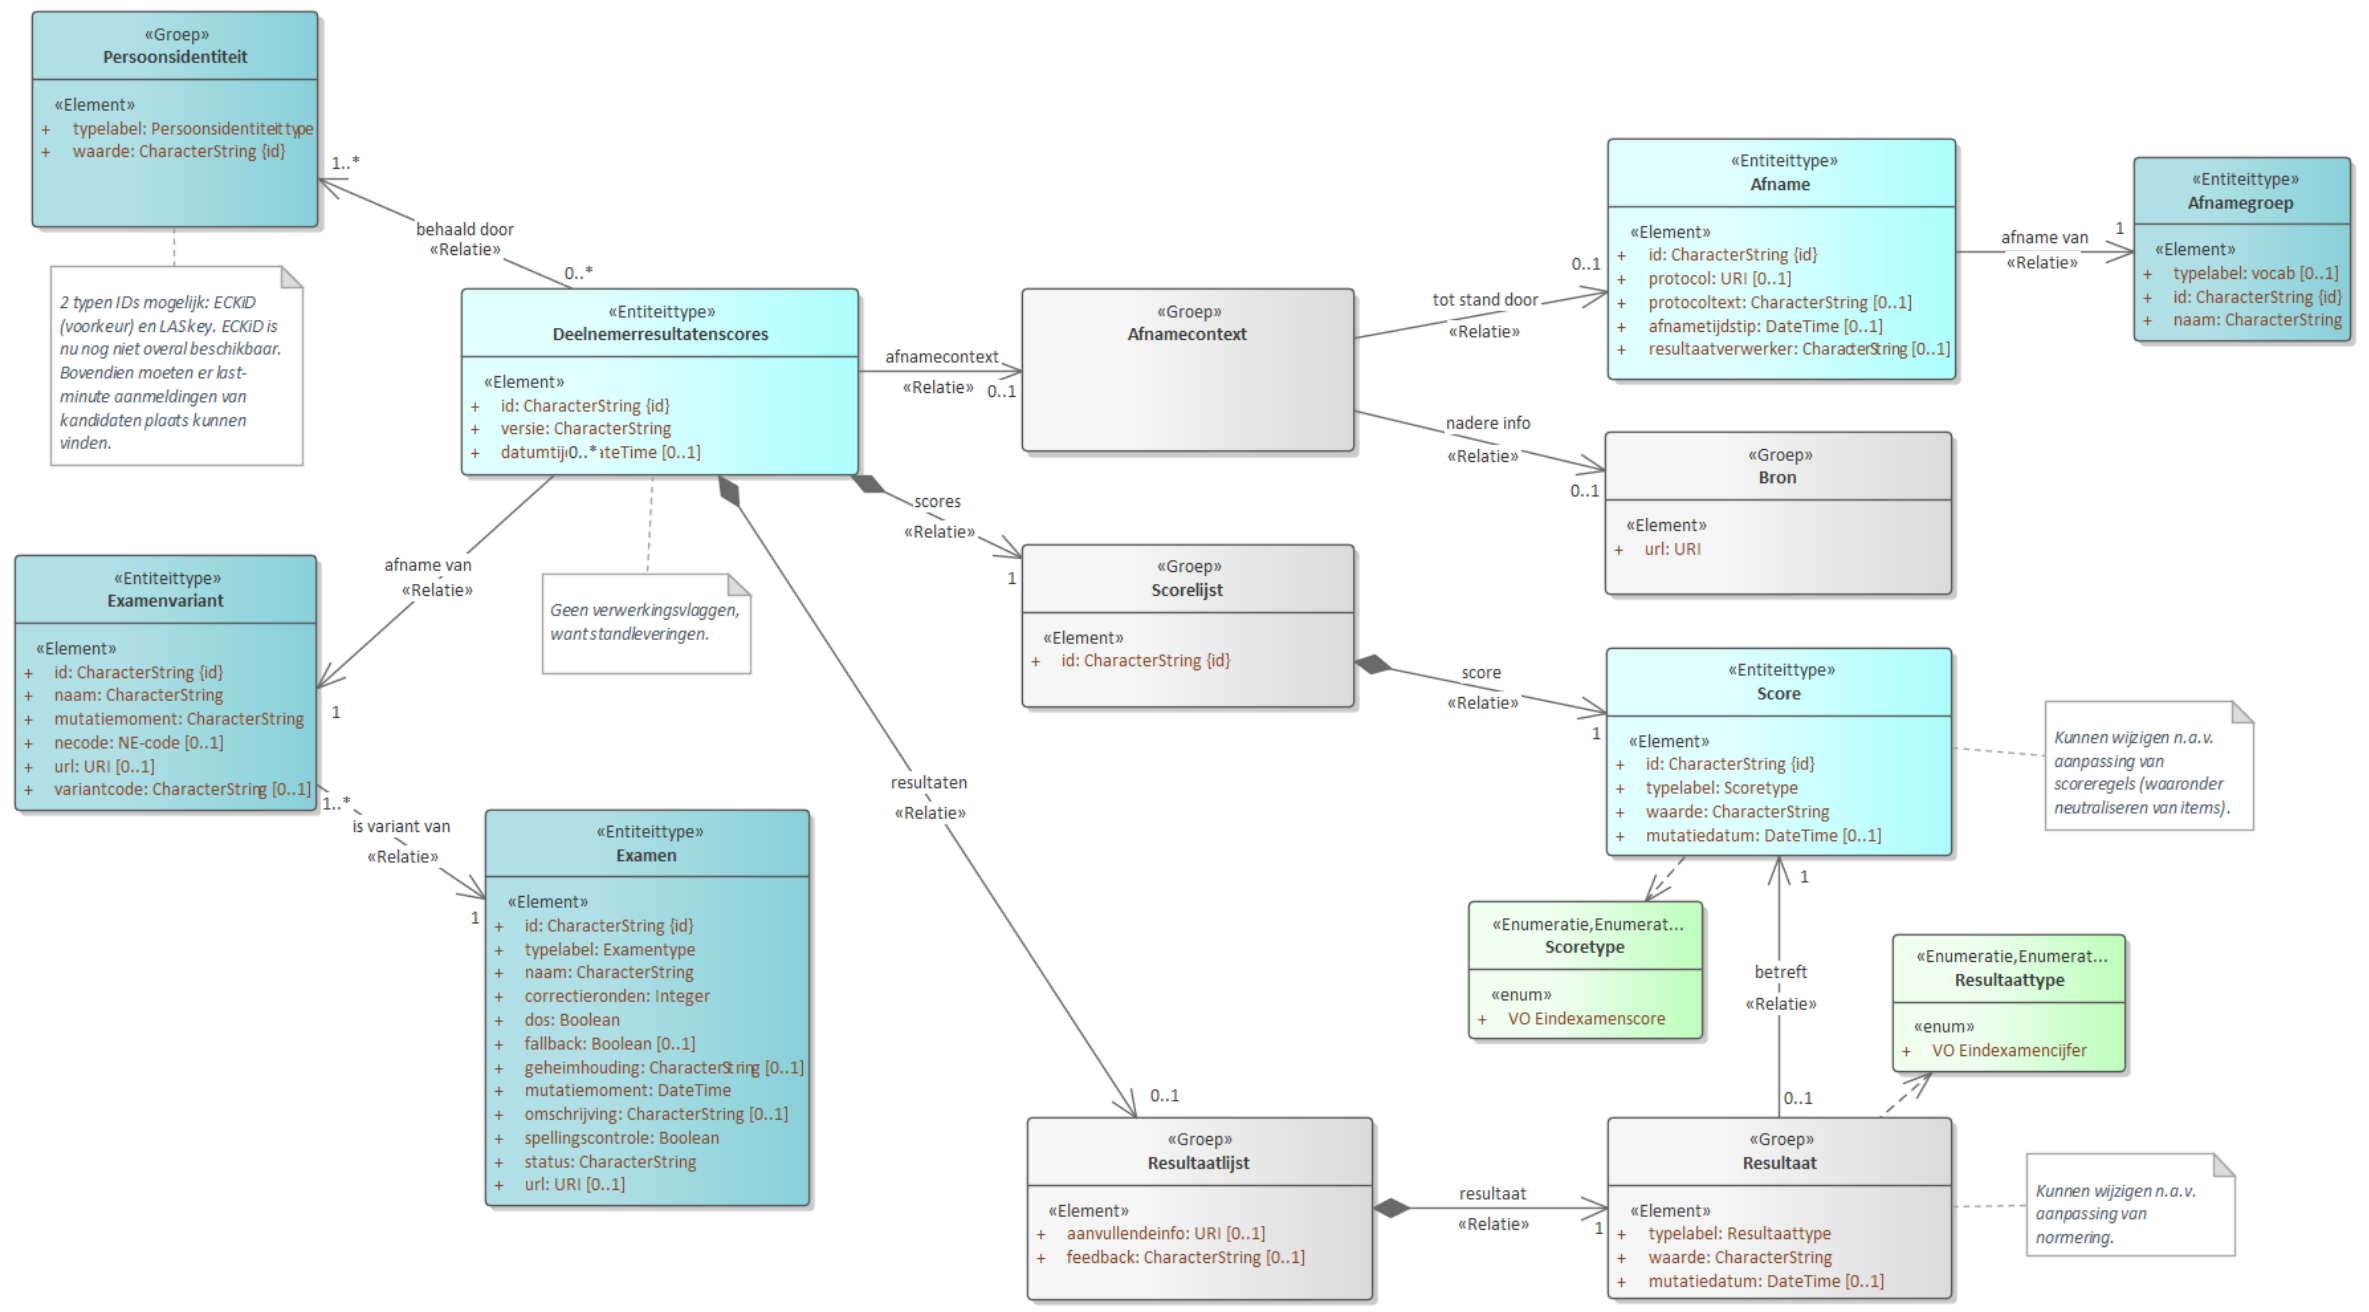 «Groep»
Persoonsidentiteit
«Element»
+ typelabel: Persoonsidentiteittype
+ waarde: CharacterString {id}
1..*
behaald door
«Relatie»
0..*
2 typen IDs mogelijk: ECKiD
(voorkeur) en LASkey. ECKiD is
nu nog niet overal beschikbaar.
Bovendien moeten er last-
minute aanmeldingen van
kandidaten plaats kunnen
vinden.
«Entiteittype»
Deelnemerresultatenscores
«Element»
+ id: CharacterString {id}
+ versie: CharacterString
+ datumtij 0..* ateTime [0..1]
afnamecontext
«Relatie»
0..1
«Groep»
Afnamecontext
tot stand door
«Relatie»
0..1
«Entiteittype»
Afname
«Element»
+ id: CharacterString {id}
+ protocol: URI [0..1]
+ protocoltext: CharacterString [0..1]
+ afnametijdstip: DateTime [0..1]
+ resultaatverwerker: CharacterString [0..1]
afname van
«Relatie»
1
«Entiteittype»
Afnamegroep
«Element»
+ typelabel: vocab [0..1]
+ id: CharacterString {id}
+ naam: CharacterString
nadere info
«Relatie»
0..1
«Groep»
Bron
«Element»
+ url: URI
scores
«Relatie»
1
«Groep»
Scorelijst
«Element»
+ id: CharacterString {id}
afname van
«Relatie»
1
Geen verwerkingsvlaggen,
want standleveringen.
«Entiteittype»
Examenvariant
«Element»
+ id: CharacterString {id}
+ naam: CharacterString
+ mutatiemoment: CharacterString
+ necode: NE-code [0..1]
+ url: URI [0..1]
+ variantcode: CharacterString [0..1]
1..*
is variant van
«Relatie»
1
«Entiteittype»
Examen
«Element»
+ id: CharacterString {id}
+ typelabel: Examentype
+ naam: CharacterString
+ correctieronden: Integer
+ dos: Boolean
+ fallback: Boolean [0..1]
+ geheimhouding: CharacterString [0..1]
+ mutatiemoment: DateTime
+ omschrijving: CharacterString [0..1]
+ spellingscontrole: Boolean
+ status: CharacterString
+ url: URI [0..1]
score
«Relatie»
1
«Entiteittype»
Score
«Element»
+ id: CharacterString {id}
+ typelabel: Scoretype
+ waarde: CharacterString
+ mutatiedatum: DateTime [0..1]
Kunnen wijzigen n.a.v.
aanpassing van
scoreregels (waaronder
neutraliseren van items).
«Enumeratie,Enumerat...
Scoretype
«enum»
+ VO Eindexamenscore
1
betreft
«Relatie»
0..1
«Enumeratie,Enumerat...
Resultaattype
«enum»
+ VO Eindexamencijfer
resultaten
«Relatie»
0..1
«Groep»
Resultaatlijst
«Element»
+ aanvullendeinfo: URI [0..1]
+ feedback: CharacterString [0..1]
resultaat
«Relatie»
1
«Groep»
Resultaat
«Element»
+ typelabel: Resultaattype
+ waarde: CharacterString
+ mutatiedatum: DateTime [0..1]
Kunnen wijzigen n.a.v.
aanpassing van
normering.